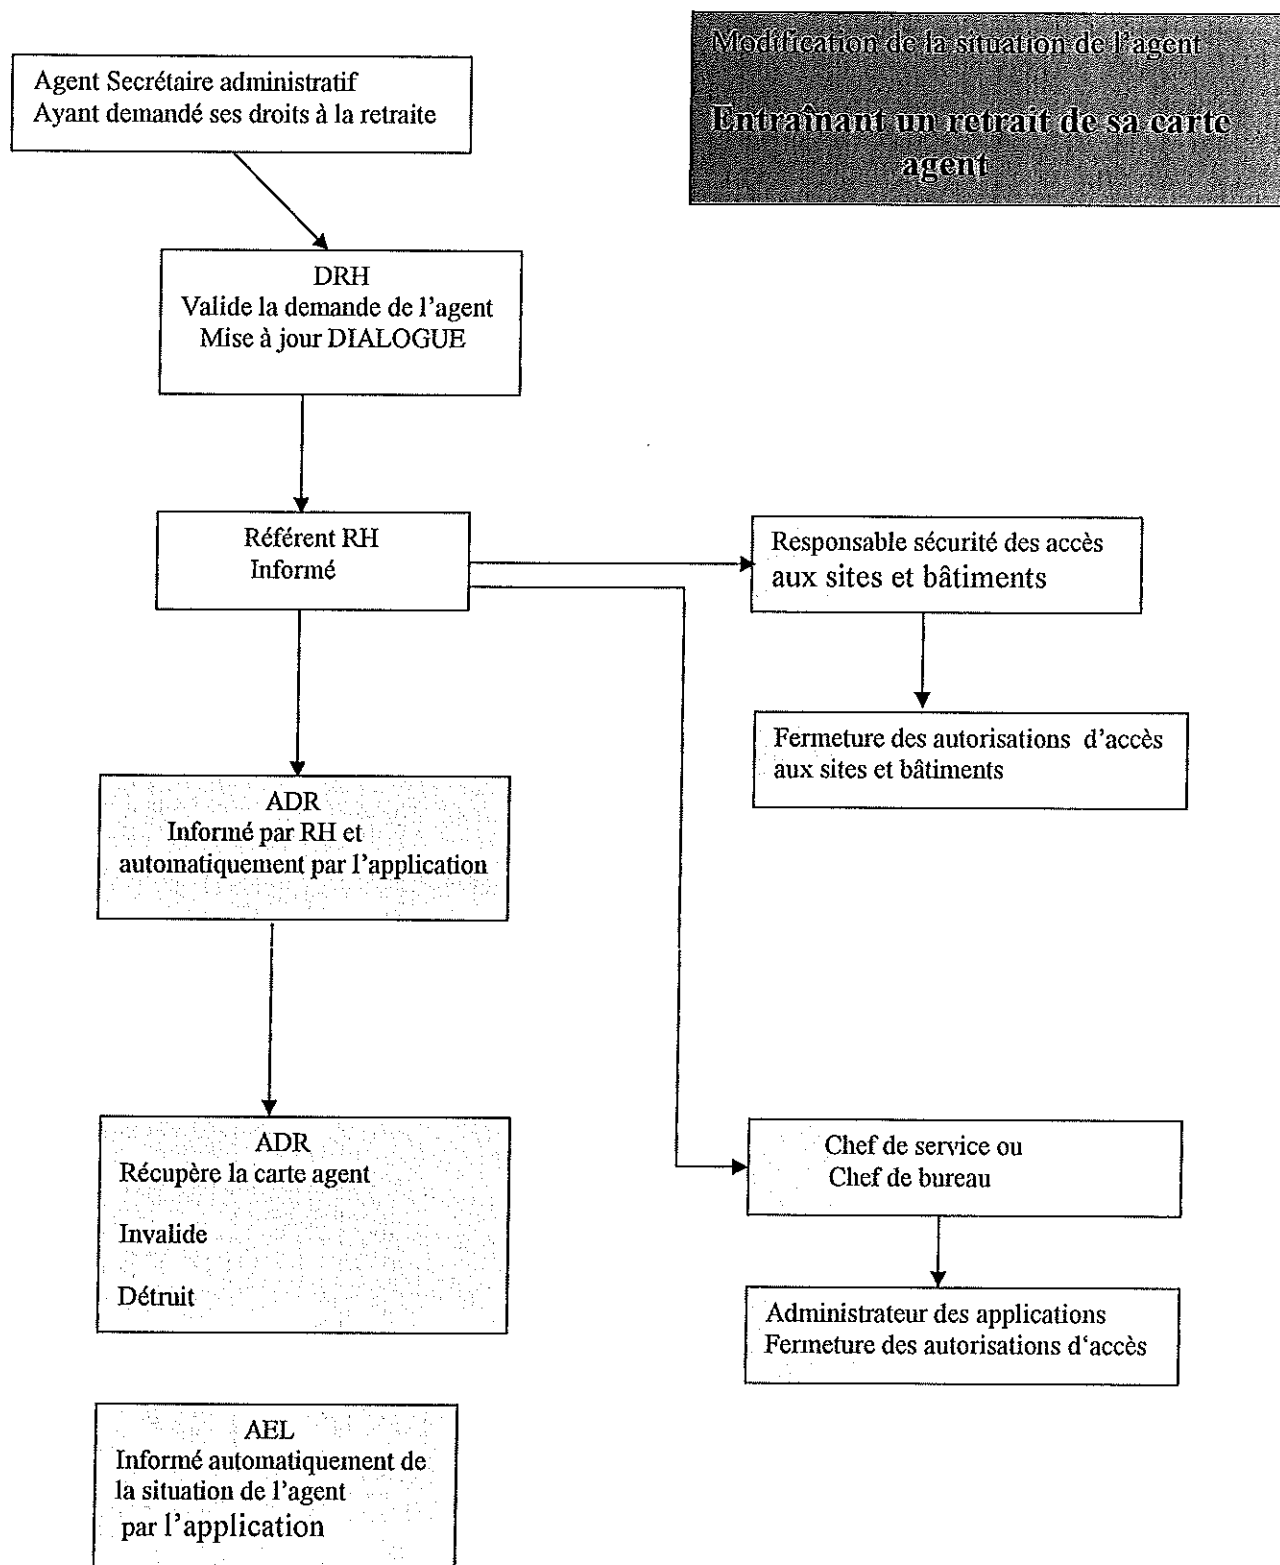 Modification de la situation de l'agent
Entraînant un retrait de sa carte
agent
Agent Secrétaire administratif
Ayant demandé ses droits à la retraite
DRH
Valide la demande de l'agent
Mise à jour DIALOGUE
Référent RH
Informé
Responsable sécurité des accès
aux sites et bâtiments
Fermeture des autorisations d'accès
aux sites et bâtiments
ADR
Informé par RH et
automatiquement par l'application
ADR
Récupère la carte agent
Invalide
Détruit
Chef de service ou
Chef de bureau
Administrateur des applications
Fermeture des autorisations d'accès
AEL
Informé automatiquement de
la situation de l'agent
par l'application